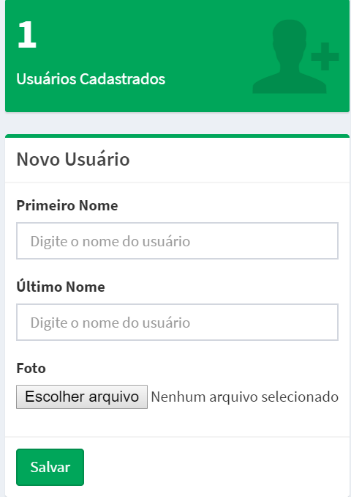 1
Usuários Cadastrados
Novo Usuário
Primeiro Nome
Digite o nome do usuário
Último Nome
Digite o nome do usuário
Foto
Escolher arquivo Nenhum arquivo selecionado
Salvar